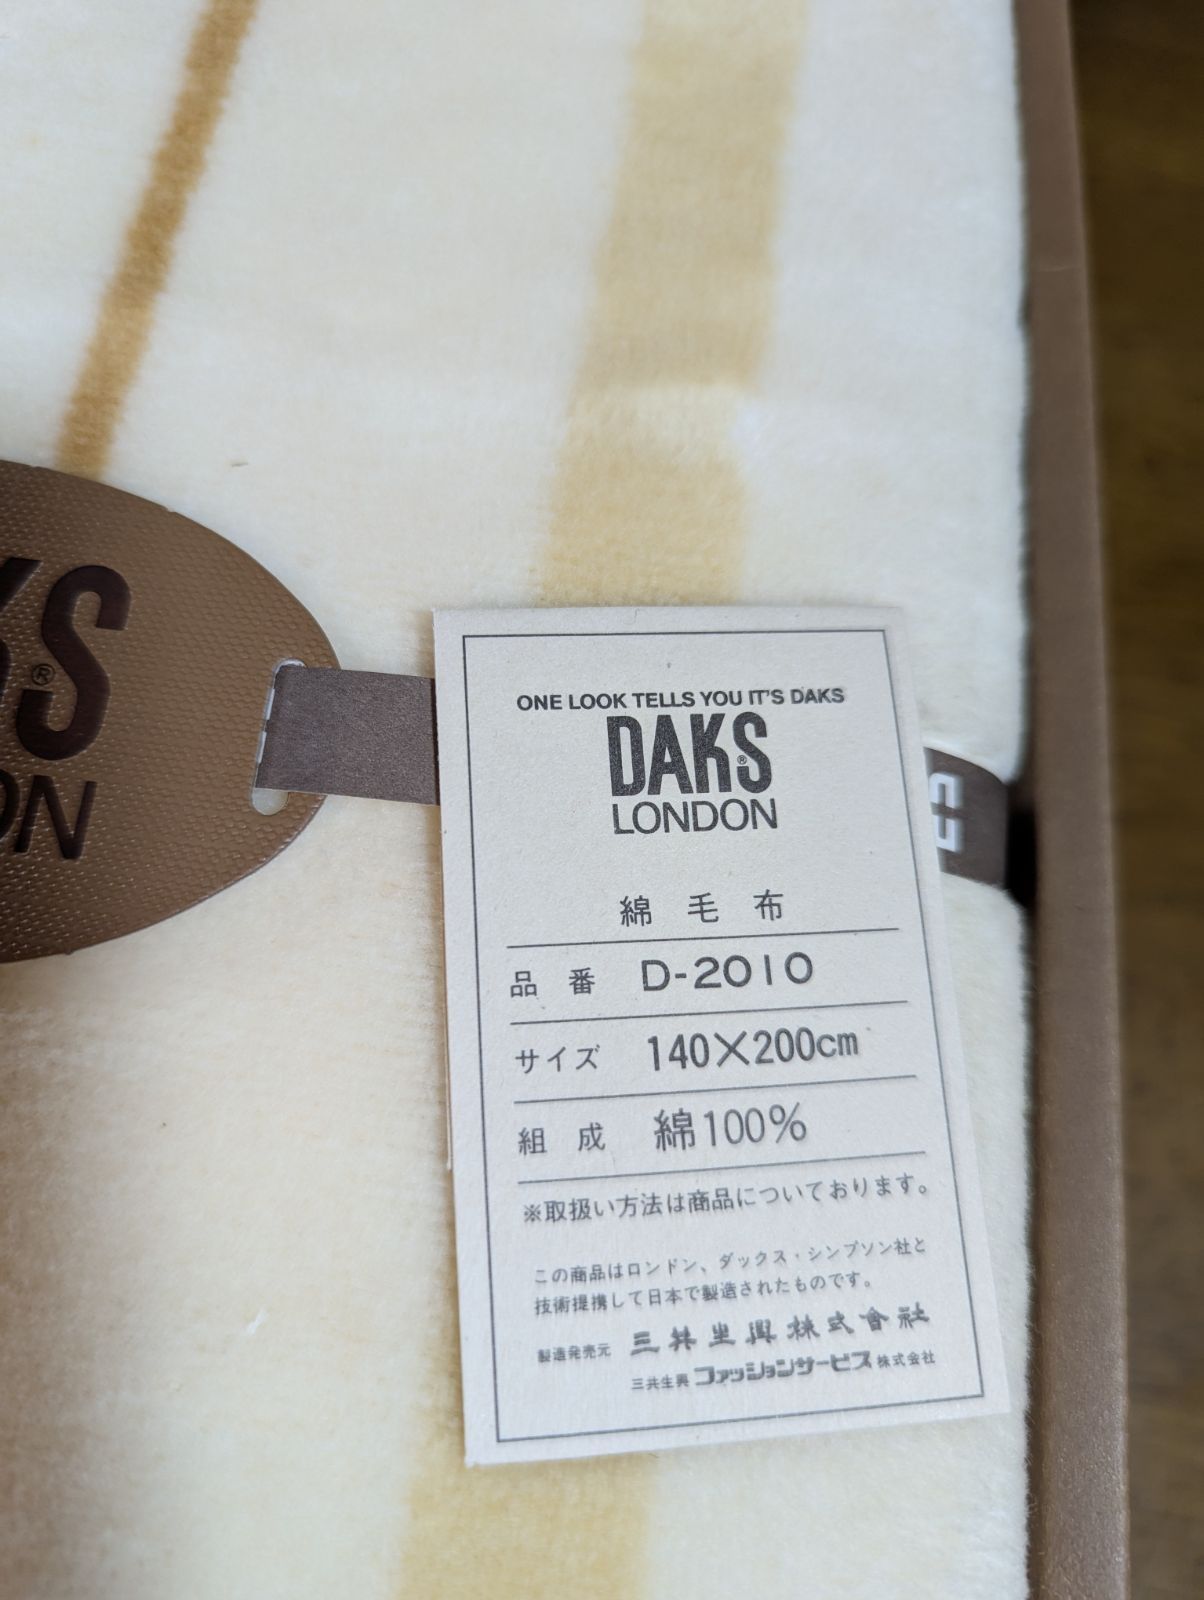 KS®
ON
ONE LOOK TELLS YOU IT'S DAKS
DAKS®
LONDON
綿毛布
品番 D-2010
サイズ 140×200cm
組成 綿100%
※取扱い方法は商品についております。
この商品はロンドン、ダックス・シンプソン社と
技術提携して日本で製造されたものです。
製造発売元 三共生興株式会社
三共生興ファッションサービス株式会社